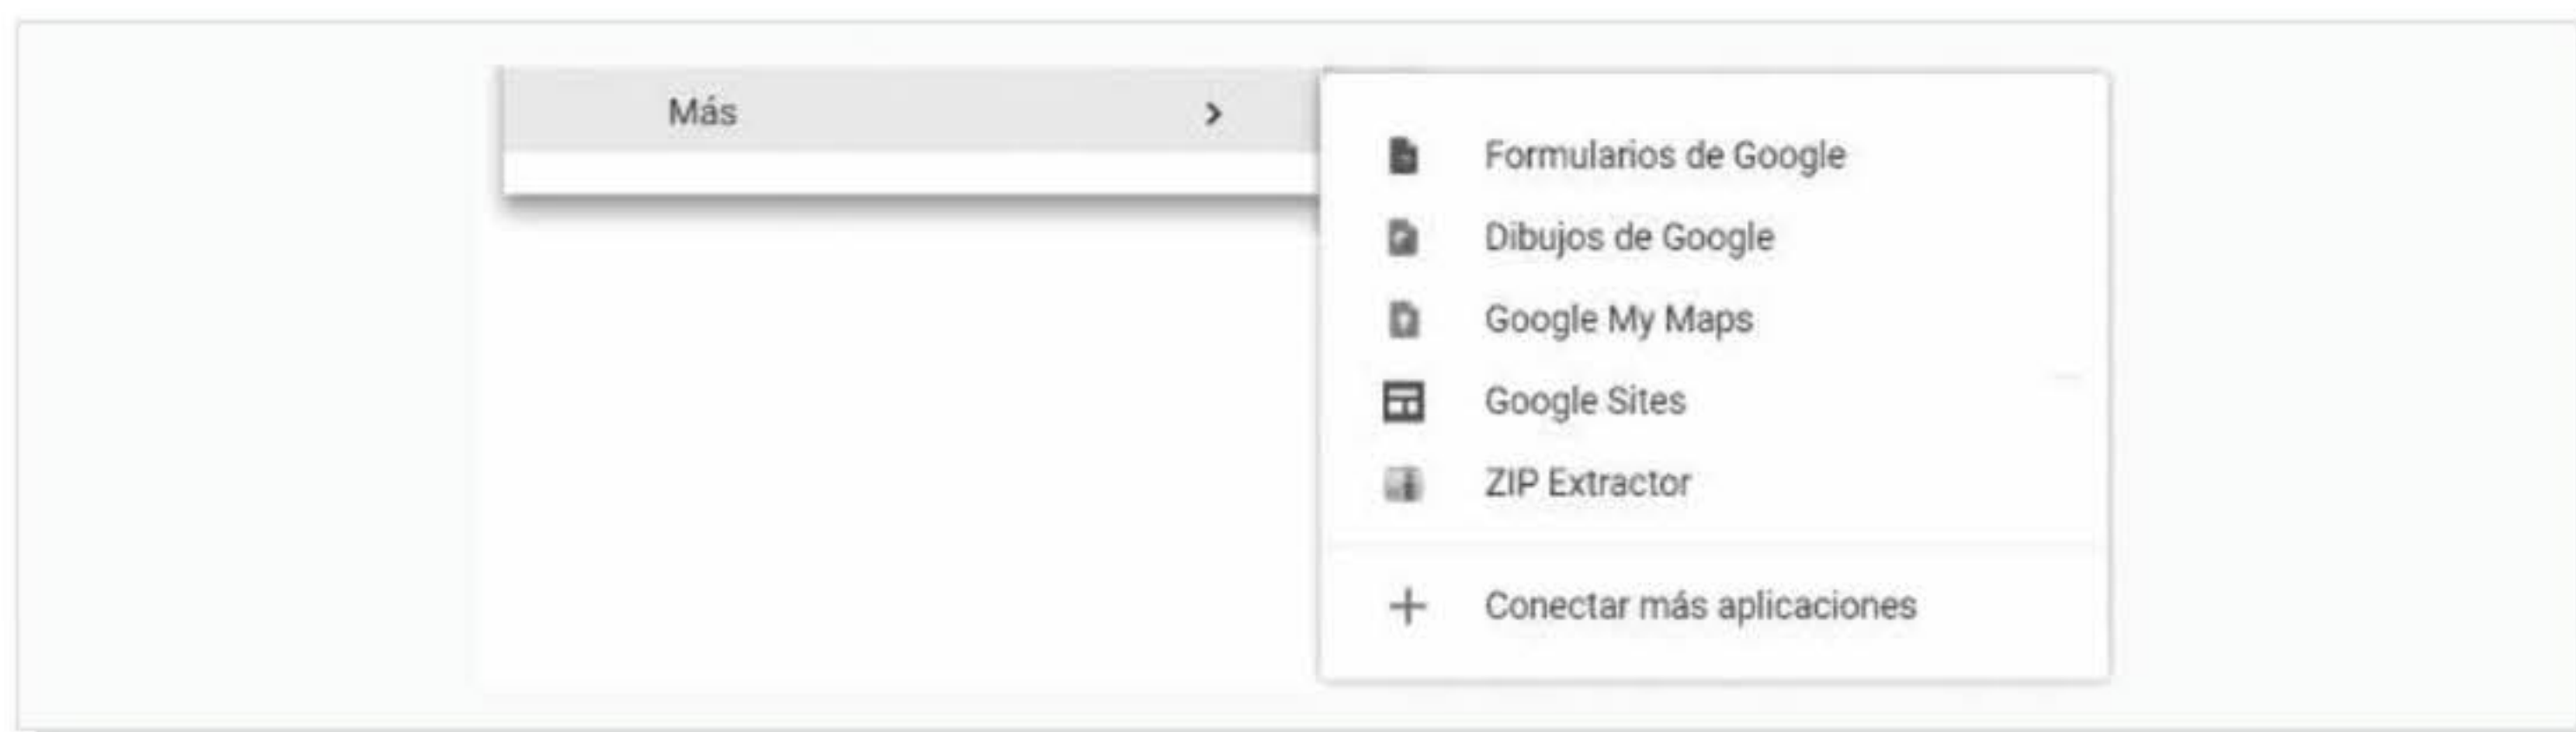 Más
Formularios de Google
Dibujos de Google
Google My Maps
Google Sites
ZIP Extractor
Conectar más aplicaciones